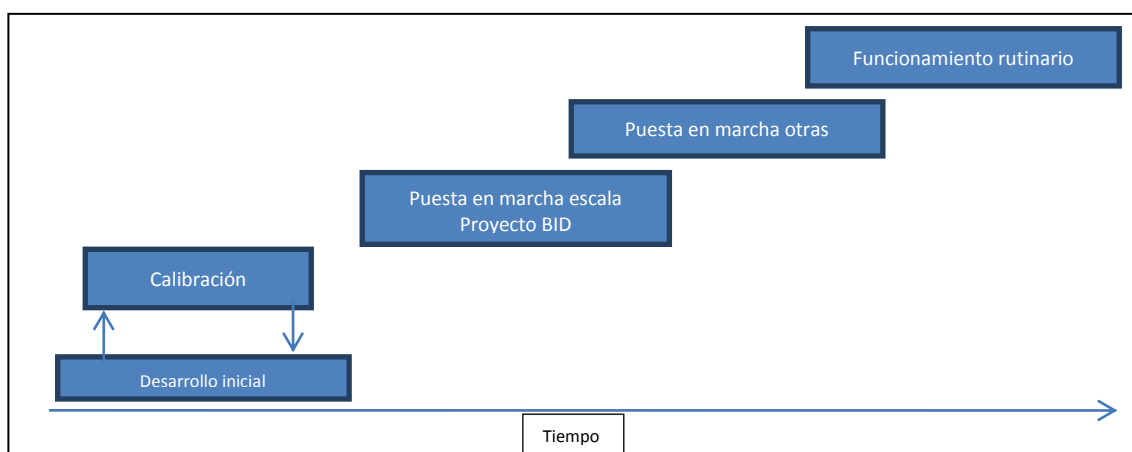 Funcionamiento rutinario
Puesta en marcha otras
Puesta en marcha escala
Proyecto BID
Calibración
Desarrollo inicial
Tiempo